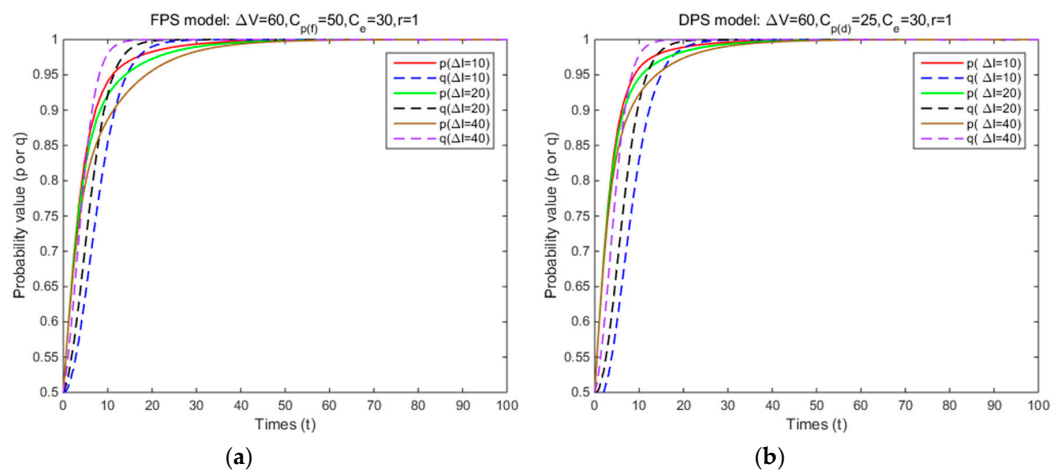 FPS model: ΔV=60,C_p(f)=50,C_e=30,r=1
1
0.95
0.9
0.85
0.8
0.75
0.7
0.65
0.6
0.55
0.5
Probability value (p or q)
0 10 20 30 40 50 60 70 80 90 100
Times (t)
p(ΔI=10)
q(ΔI=10)
p(ΔI=20)
q(ΔI=20)
p(ΔI=40)
q(ΔI=40)
(a)
DPS model: ΔV=60,C_p(d)=25,C_e=30,r=1
1
0.95
0.9
0.85
0.8
0.75
0.7
0.65
0.6
0.55
0.5
Probability value (p or q)
0 10 20 30 40 50 60 70 80 90 100
Times (t)
p( ΔI=10)
q( ΔI=10)
p( ΔI=20)
q( ΔI=20)
p( ΔI=40)
q( ΔI=40)
(b)